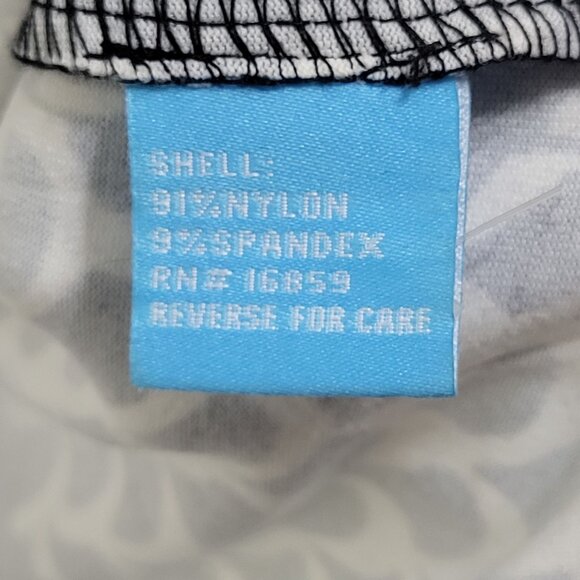 SHELL:
91%NYLON
9%SPANDEX
RN# 16859
REVERSE FOR CARE